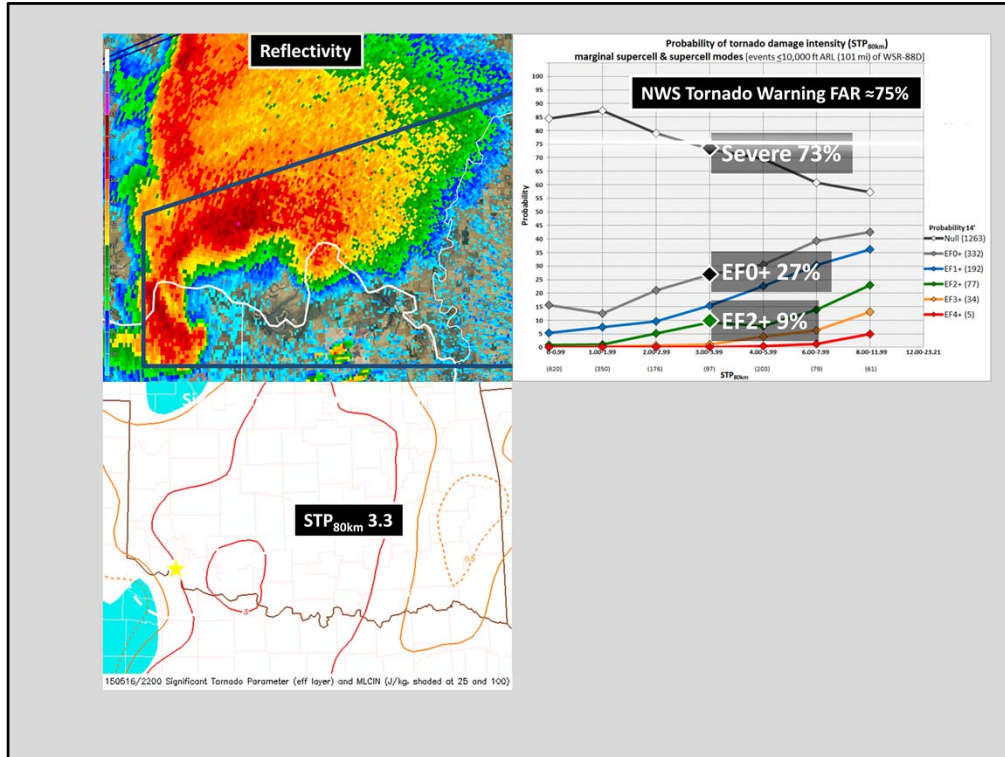 Reflectivity
Probability of tornado damage intensity (STP80km)
marginal supercell & supercell modes [events ≤10,000 ft ARL (101 mi) of WSR-88D]
NWS Tornado Warning FAR ≈75%
100
95
90
85
80
75
70
65
60
55
50
45
40
35
30
25
20
15
10
5
0
Probability
Severe 73%
EF0+ 27%
EF2+ 9%
Probability 14'
Null (1263)
EF0+ (332)
EF1+ (192)
EF2+ (77)
EF3+ (34)
EF4+ (5)
1.00-1.99 2.00-2.99 3.00-3.99 4.00-5.99 6.00-7.99 8.00-11.99 12.00-23.21
(620) (350) (176) (97) (203) (79) (61)
STP80km
STP80km 3.3
0.5
3
150516/2200 Significant Tornado Parameter (eff layer) and MLCIN (J/kg, shaded at 25 and 100)